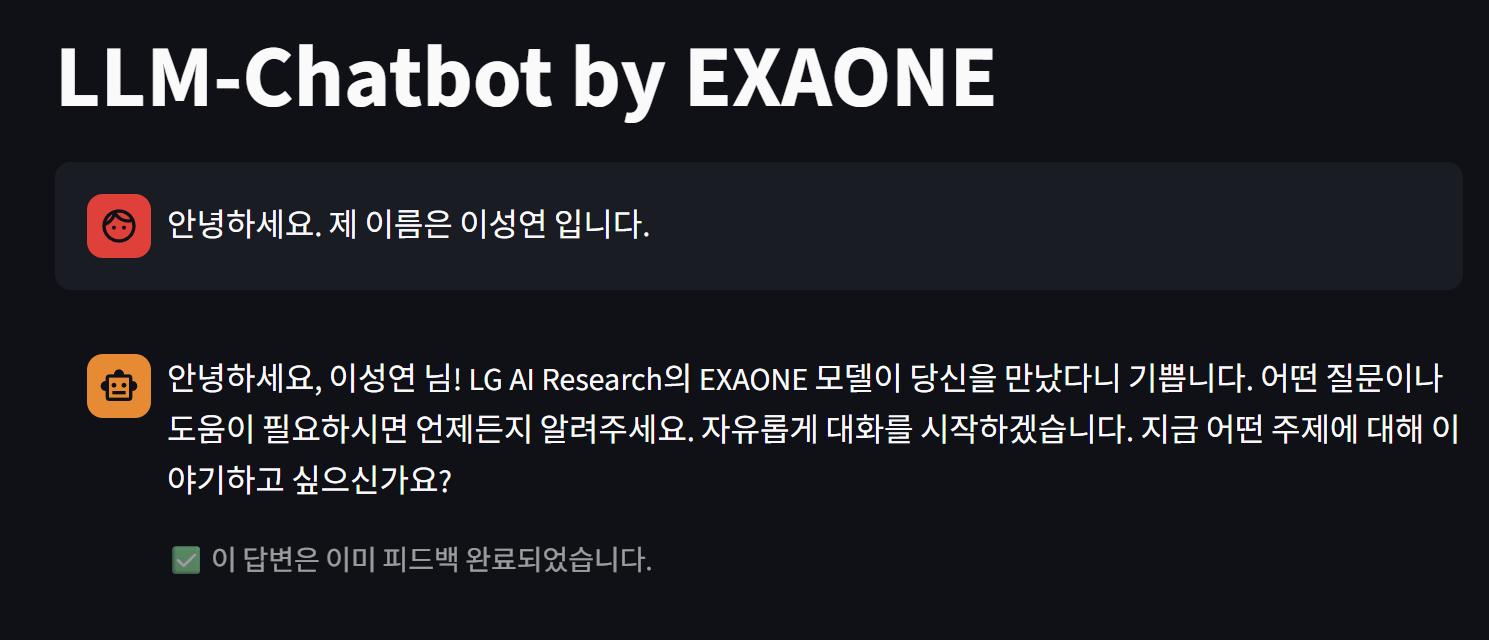 LLM-Chatbot by EXAONE
안녕하세요. 제 이름은 이성연 입니다.
안녕하세요, 이성연 님! LG AI Research의 EXAONE 모델이 당신을 만났다니 기쁩니다. 어떤 질문이나
도움이 필요하시면 언제든지 알려주세요. 자유롭게 대화를 시작하겠습니다. 지금 어떤 주제에 대해 이
야기하고 싶으신가요?
✅ 이 답변은 이미 피드백 완료되었습니다.